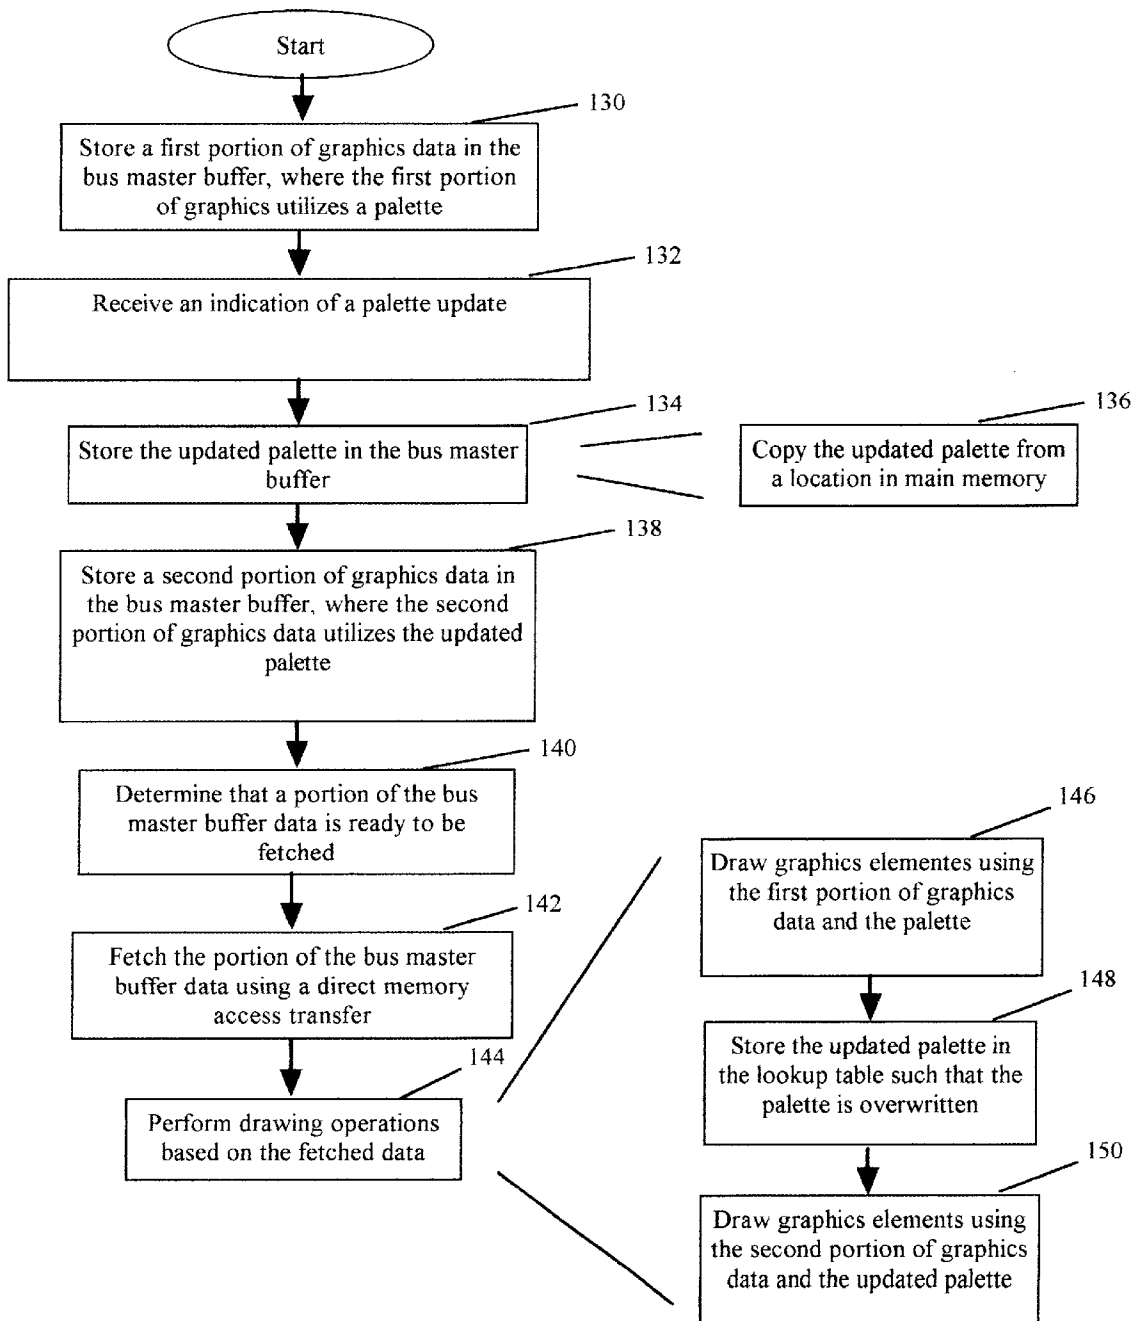 Start
130
Store a first portion of graphics data in the
bus master buffer, where the first portion
of graphics utilizes a palette
132
Receive an indication of a palette update
134
Store the updated palette in the bus master
buffer
136
Copy the updated palette from
a location in main memory
138
Store a second portion of graphics data in
the bus master buffer, where the second
portion of graphics data utilizes the updated
palette
140
Determine that a portion of the bus
master buffer data is ready to be
fetched
142
Fetch the portion of the bus master
buffer data using a direct memory
access transfer
144
Perform drawing operations
based on the fetched data
146
Draw graphics elementes using
the first portion of graphics
data and the palette
148
Store the updated palette in
the lookup table such that the
palette is overwritten
150
Draw graphics elements using
the second portion of graphics
data and the updated palette